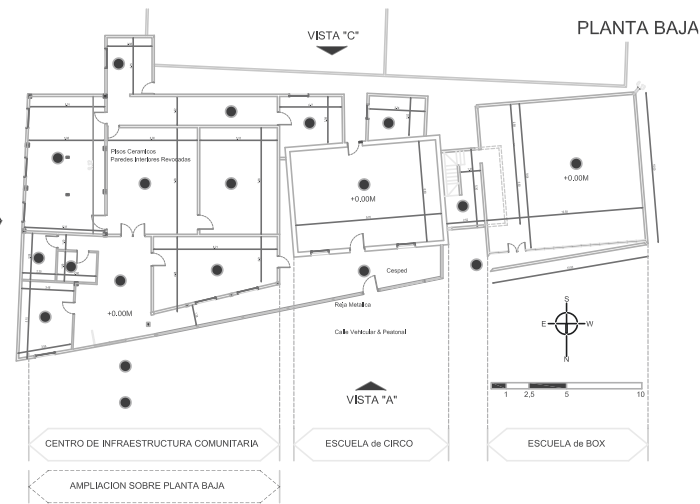 PLANTA BAJA
VISTA "C"
Pisos Ceramicos
Paredes Interiores Revocadas
+0.00M
+0.00M
Cesped
+0.00M
Reja Metalica
Calle Vehicular & Peatonal
S
E
W
N
VISTA "A"
1 2,5 5 10
CENTRO DE INFRAESTRUCTURA COMUNITARIA
ESCUELA de CIRCO
ESCUELA de BOX
AMPLIACION SOBRE PLANTA BAJA